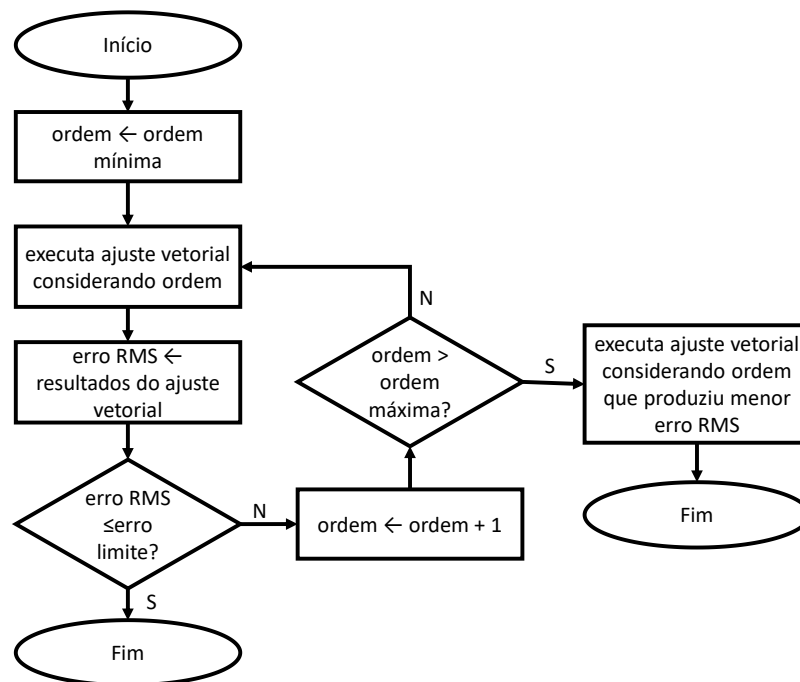 Início
ordem ← ordem
mínima
executa ajuste vetorial
considerando ordem
erro RMS ←
resultados do ajuste
vetorial
erro RMS
≤erro
limite?
S
Fim
N
ordem ← ordem + 1
ordem >
ordem
máxima?
N
S
executa ajuste vetorial
considerando ordem
que produziu menor
erro RMS
Fim